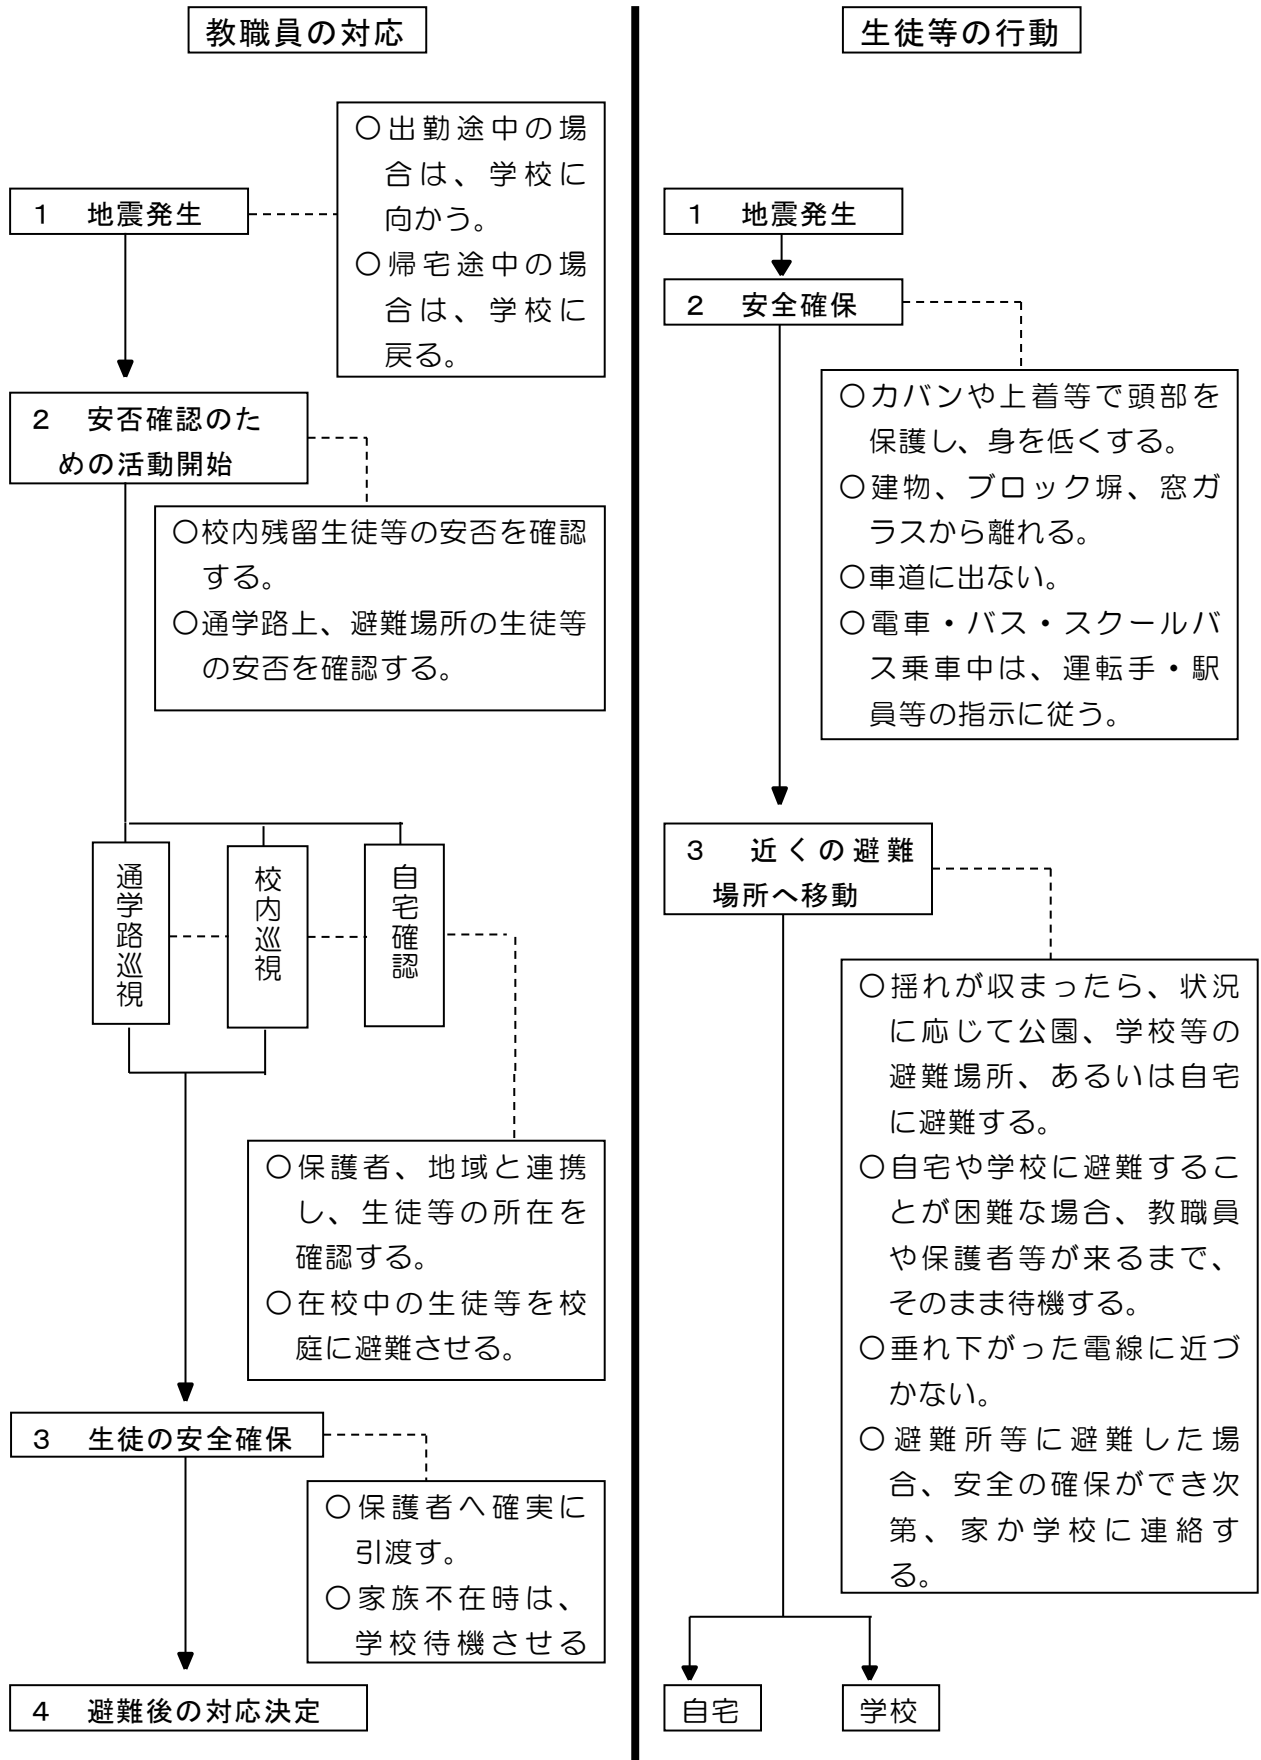 教職員の対応
1 地震発生
〇出勤途中の場
合は、学校に
向かう。
〇帰宅途中の場
合は、学校に
戻る。
2 安否確認のた
めの活動開始
〇校内残留生徒等の安否を確認
する。
〇通学路上、避難場所の生徒等
の安否を確認する。
通学路巡視
校内巡視
自宅確認
〇保護者、地域と連携
し、生徒等の所在を
確認する。
〇在校中の生徒等を校
庭に避難させる。
3 生徒の安全確保
〇保護者へ確実に
引渡す。
〇家族不在時は、
学校待機させる
4 避難後の対応決定
生徒等の行動
1 地震発生
2 安全確保
〇カバンや上着等で頭部を
保護し、身を低くする。
〇建物、ブロック塀、窓ガ
ラスから離れる。
〇車道に出ない。
〇電車・バス・スクールバ
ス乗車中は、運転手・駅
員等の指示に従う。
3 近くの避難
場所へ移動
〇揺れが収まったら、状況
に応じて公園、学校等の
避難場所、あるいは自宅
に避難する。
〇自宅や学校に避難するこ
とが困難な場合、教職員
や保護者等が来るまで、
そのまま待機する。
〇垂れ下がった電線に近づ
かない。
〇避難所等に避難した場
合、安全の確保ができ次
第、家か学校に連絡す
る。
自宅
学校